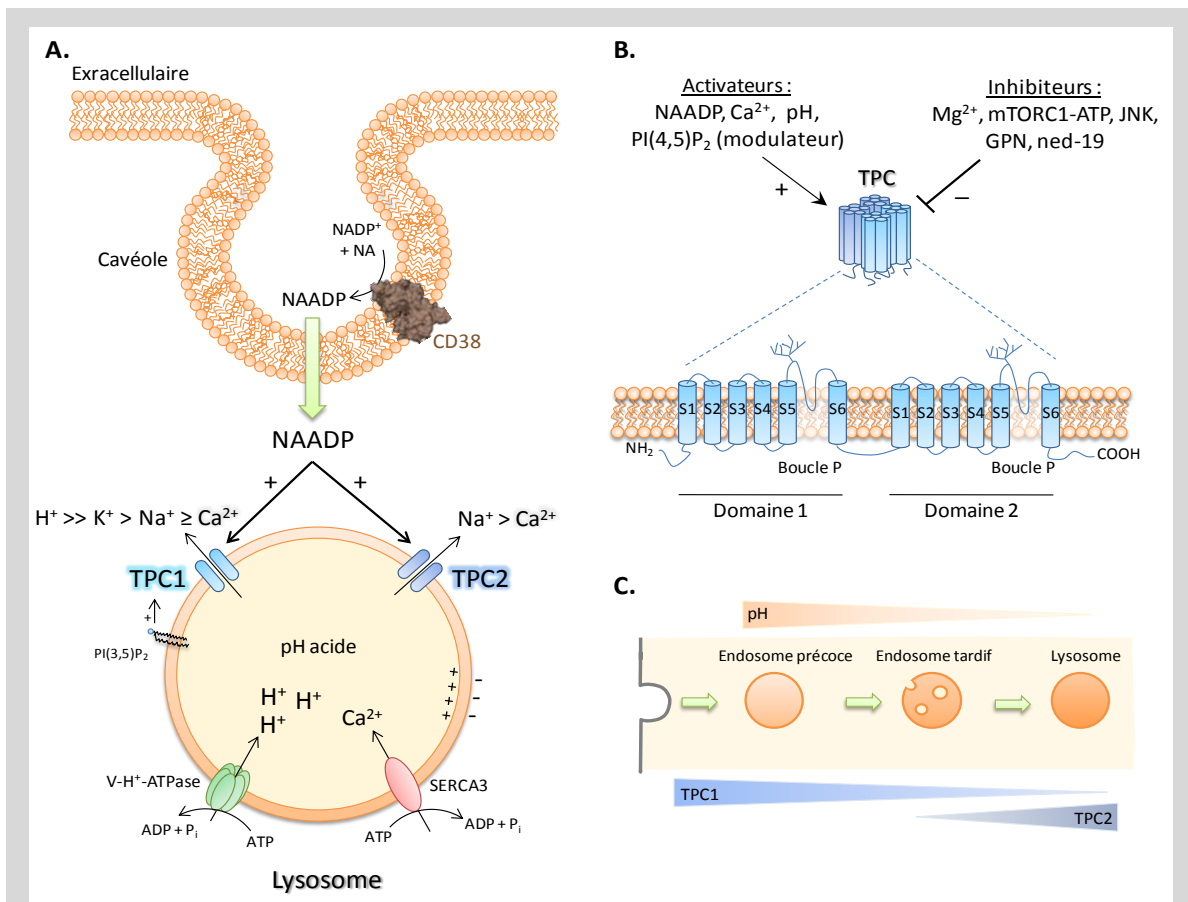 A.
Exracellulaire
Cavéole
NADP⁺
+ NA
NAADP
CD38
NAADP
+ +
H⁺ >> K⁺ > Na⁺ ≥ Ca²⁺
Na⁺ > Ca²⁺
TPC1
TPC2
+
PI(3,5)P₂
pH acide
H⁺
H⁺
H⁺
Ca²⁺
+ + + +
- - - -
V-H⁺-ATPase
SERCA3
ADP + Pᵢ
ATP
ATP
ADP + Pᵢ
Lysosome
B.
Activateurs :
NAADP, Ca²⁺, pH,
PI(4,5)P₂ (modulateur)
Inhibiteurs :
Mg²⁺, mTORC1-ATP, JNK,
GPN, ned-19
+
TPC
−
S1 S2 S3 S4 S5 S6 S1 S2 S3 S4 S5 S6
NH₂
COOH
Boucle P
Boucle P
Domaine 1
Domaine 2
C.
pH
Endosome précoce
Endosome tardif
Lysosome
TPC1
TPC2